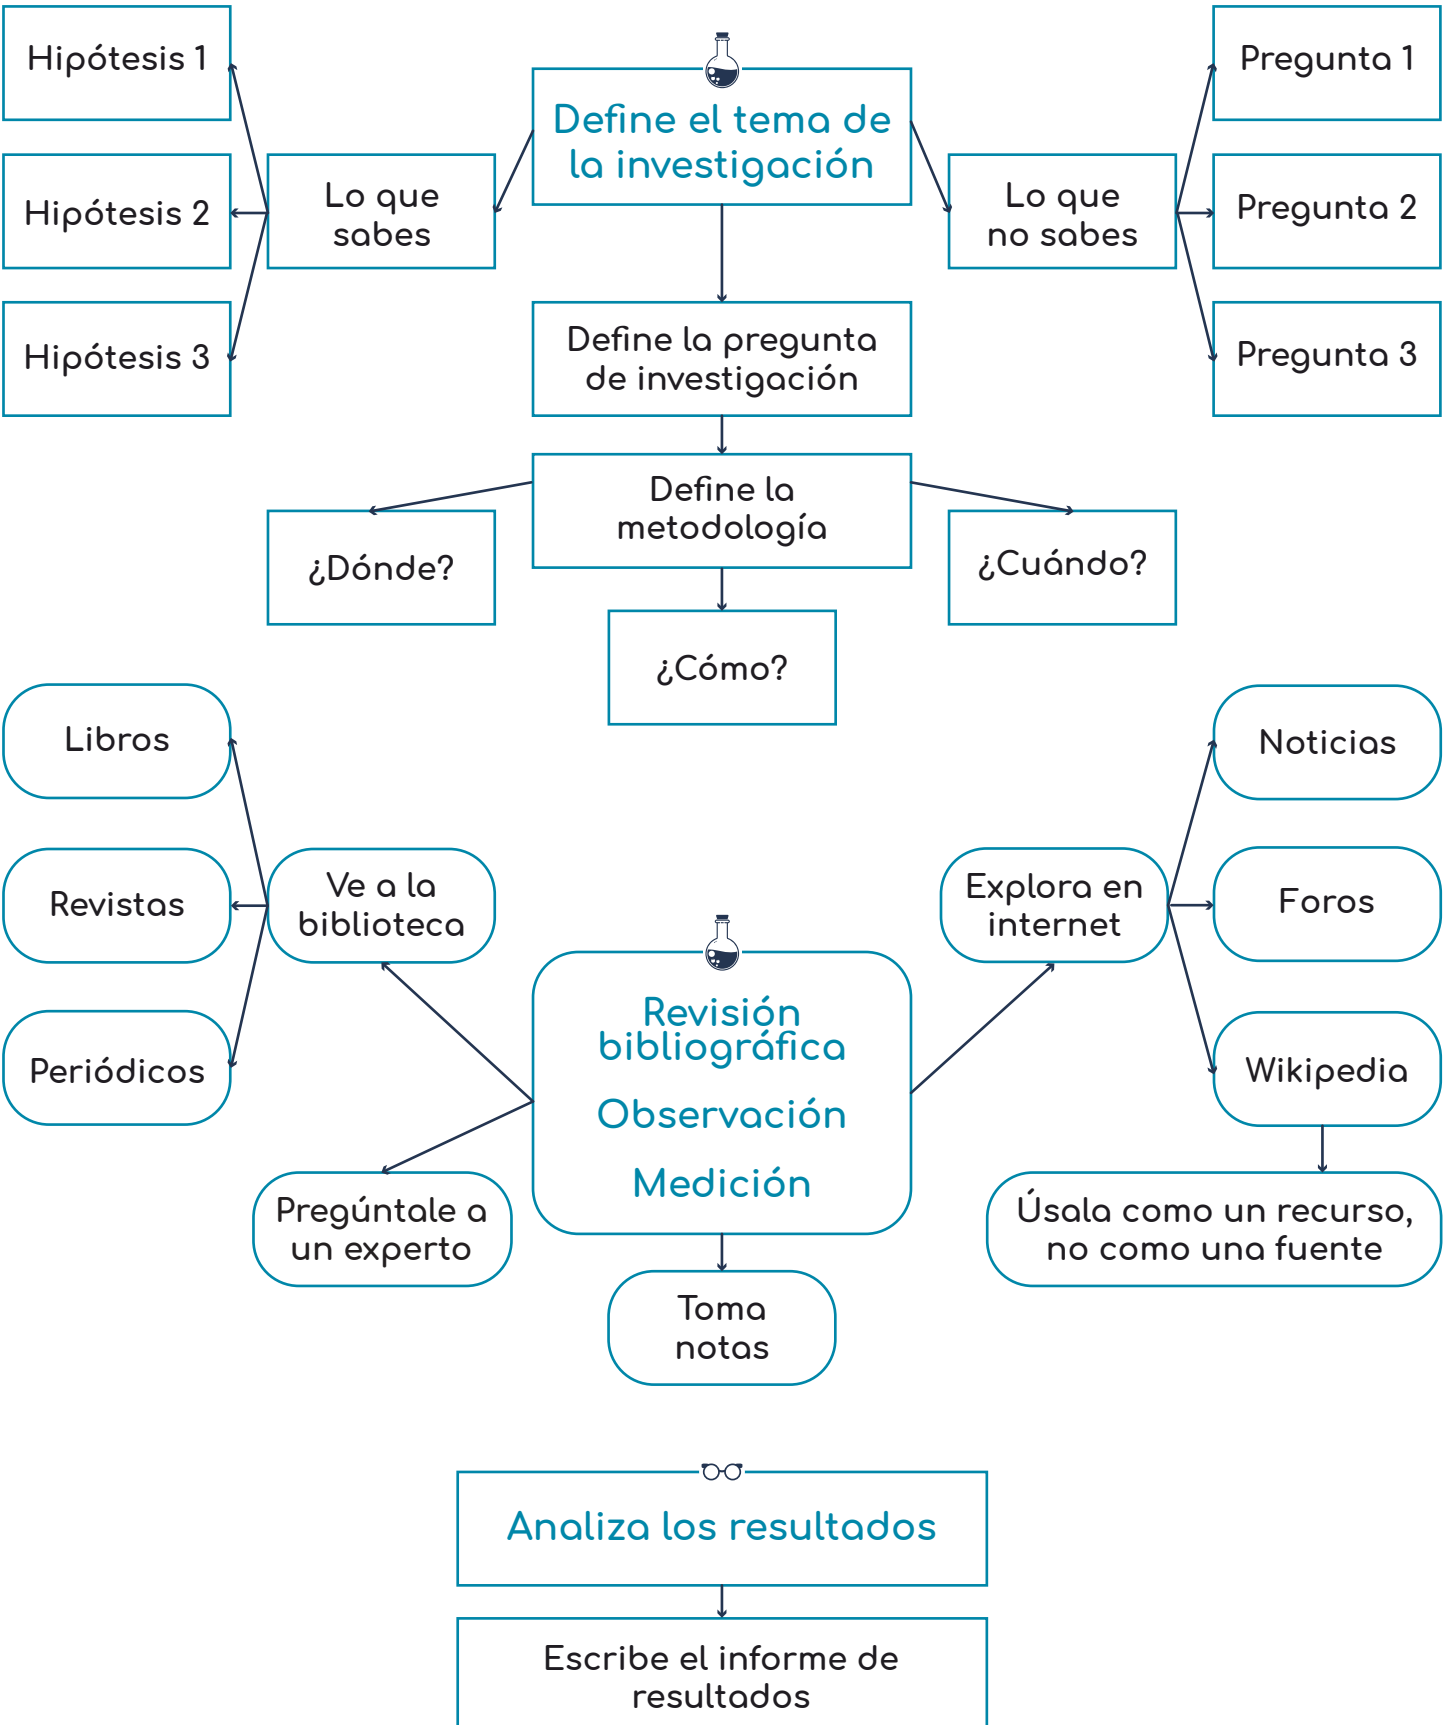 Hipótesis 1
Hipótesis 2
Hipótesis 3
Lo que
sabes
Define el tema de
la investigación
Lo que
no sabes
Pregunta 1
Pregunta 2
Pregunta 3
Define la pregunta
de investigación
Define la
metodología
¿Dónde?
¿Cómo?
¿Cuándo?
Libros
Revistas
Periódicos
Ve a la
biblioteca
Pregúntale a
un experto
Revisión
bibliográfica
Observación
Medición
Toma
notas
Explora en
internet
Noticias
Foros
Wikipedia
Úsala como un recurso,
no como una fuente
Analiza los resultados
Escribe el informe de
resultados